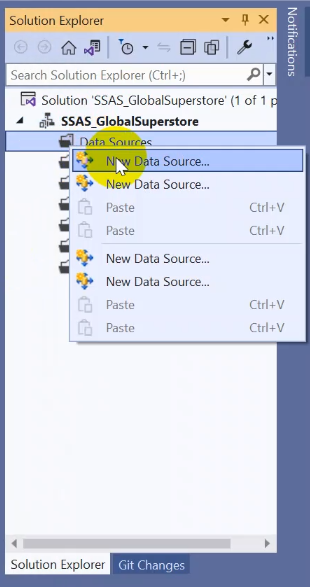 Solution Explorer
Notifications
Search Solution Explorer (Ctrl+;)
Solution 'SSAS_GlobalSuperstore' (1 of 1 p
SSAS_GlobalSuperstore
Data Sources
New Data Source...
New Data Source...
Paste Ctrl+V
Paste Ctrl+V
New Data Source...
New Data Source...
Paste Ctrl+V
Paste Ctrl+V
Solution Explorer Git Changes